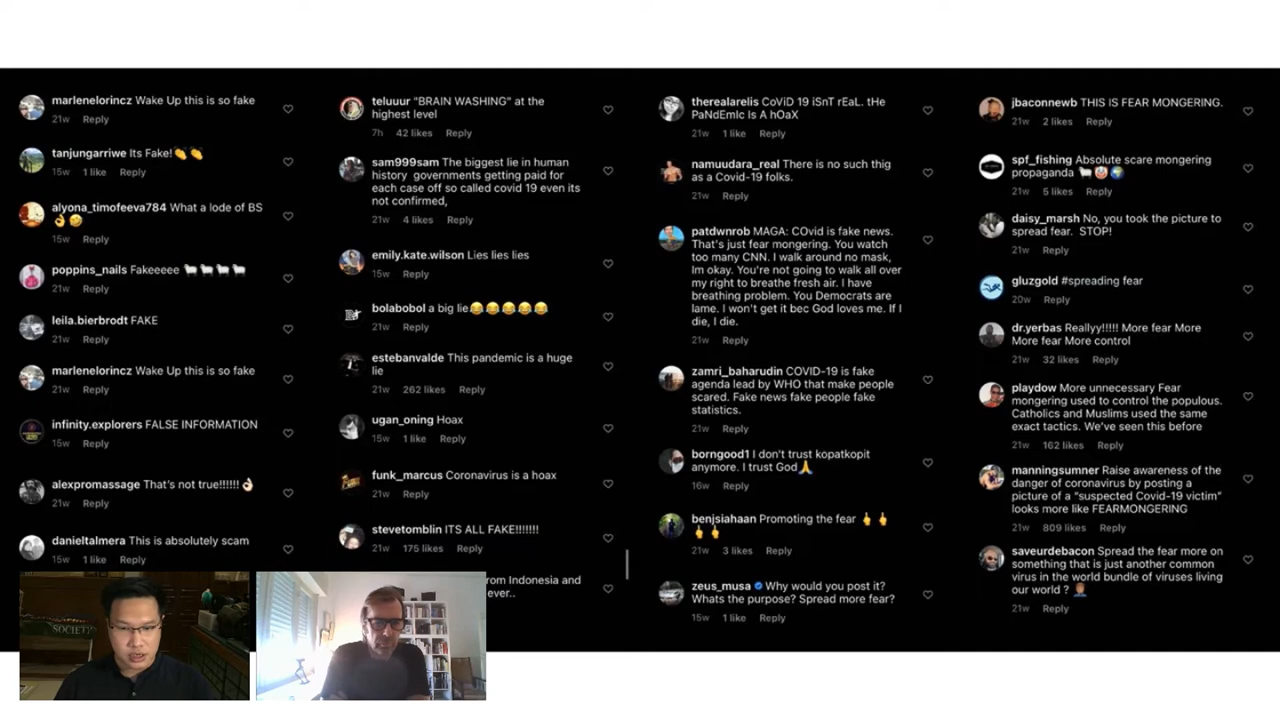 marlenelorincz Wake Up this is so fake
21w Reply
tanjungarriwe Its Fake!👏👏
15w 1 like Reply
alyona_timofeeva784 What a lode of BS
👌🤣
15w Reply
poppins_nails Fakeeeee 🐑🐑🐑🐑
21w Reply
leila.bierbrodt FAKE
21w Reply
marlenelorincz Wake Up this is so fake
21w Reply
infinity.explorers FALSE INFORMATION
15w Reply
alexpromassage That's not true!!!!!!👌🏻
21w Reply
danieltalmera This is absolutely scam
15w 1 like Reply
teluuur "BRAIN WASHING" at the
highest level
7h 42 likes Reply
sam999sam The biggest lie in human
history governments getting paid for
each case off so called covid 19 even its
not confirmed,
21w 4 likes Reply
emily.kate.wilson Lies lies lies
15w Reply
bolabobol a big lie😂😂😂😂😂
21w Reply
estebanvalde This pandemic is a huge
lie
21w 262 likes Reply
ugan_oning Hoax
15w 1 like Reply
funk_marcus Coronavirus is a hoax
21w Reply
stevetomblin ITS ALL FAKE!!!!!!!
21w 175 likes Reply
from Indonesia and
ever..
therealarelis CoViD 19 iSnT rEaL. tHe
PaNdEmIc Is A hOaX
21w 1 like Reply
namuudara_real There is no such thig
as a Covid-19 folks.
21w Reply
patdwnrob MAGA: COvid is fake news.
That's just fear mongering. You watch
too many CNN. I walk around no mask,
Im okay. You're not going to walk all over
my right to breathe fresh air. I have
breathing problem. You Democrats are
lame. I won't get it bec God loves me. If I
die, I die.
21w Reply
zamri_baharudin COVID-19 is fake
agenda lead by WHO that make people
scared. Fake news fake people fake
statistics.
21w Reply
borngood1 I don't trust kopatkopit
anymore. I trust God🙏
16w Reply
benjsiahaan Promoting the fear 🖕🖕
🖕🖕
21w 3 likes Reply
zeus_musa Why would you post it?
Whats the purpose? Spread more fear?
15w 1 like Reply
jbaconnewb THIS IS FEAR MONGERING.
21w 2 likes Reply
spf_fishing Absolute scare mongering
propaganda 🐑🤡🌍
21w 5 likes Reply
daisy_marsh No, you took the picture to
spread fear. STOP!
21w Reply
gluzgold #spreading fear
20w Reply
dr.yerbas Reallyy!!!!! More fear More
More fear More control
21w 32 likes Reply
playdow More unnecessary Fear
mongering used to control the populous.
Catholics and Muslims used the same
exact tactics. We've seen this before
21w 162 likes Reply
manningsumner Raise awareness of the
danger of coronavirus by posting a
picture of a "suspected Covid-19 victim"
looks more like FEARMONGERING
21w 809 likes Reply
saveurdebacon Spread the fear more on
something that is just another common
virus in the world bundle of viruses living
our world ? 🤦🏾‍♂️
21w Reply
SOCIETY